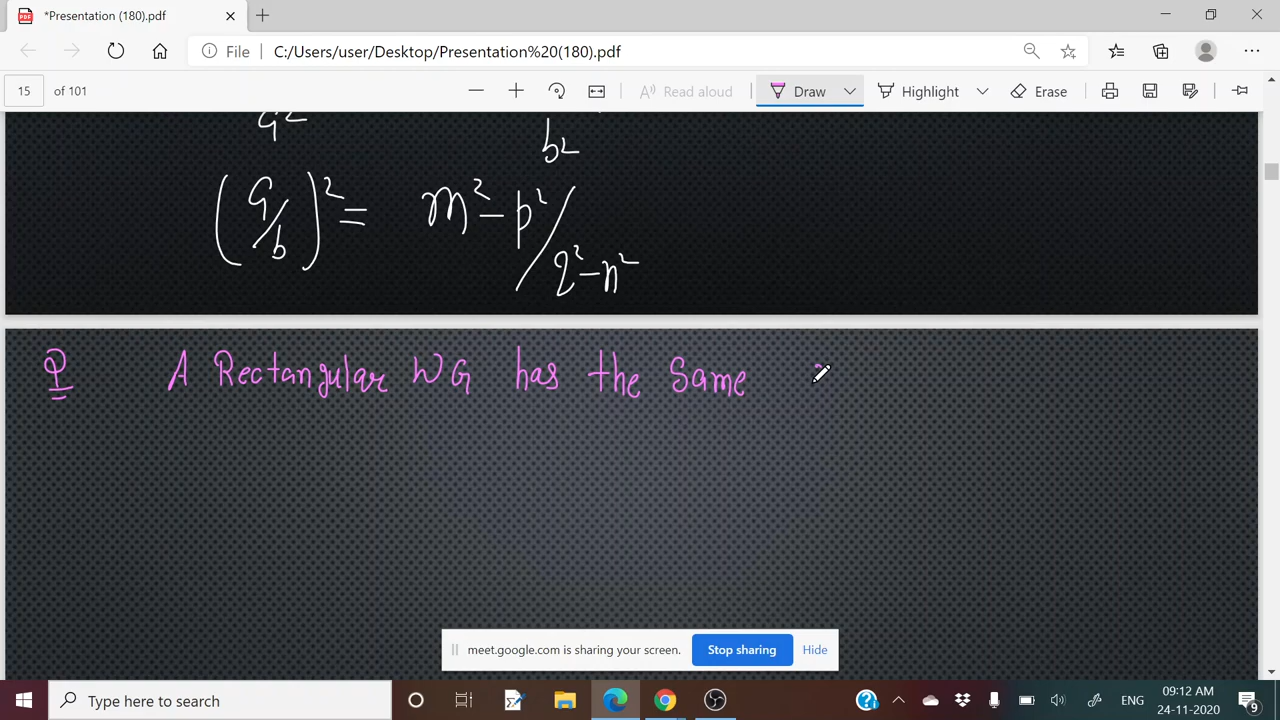 *Presentation (180).pdf
File
C:/Users/user/Desktop/Presentation%20(180).pdf
15 of 101
Read aloud
Draw
Highlight
Erase
b2
(a/b)² = m² - p² / q² - n²
Q A Rectangular WG has the Same
meet.google.com is sharing your screen.
Stop sharing
Hide
Type here to search
ENG
09:12 AM
24-11-2020
9